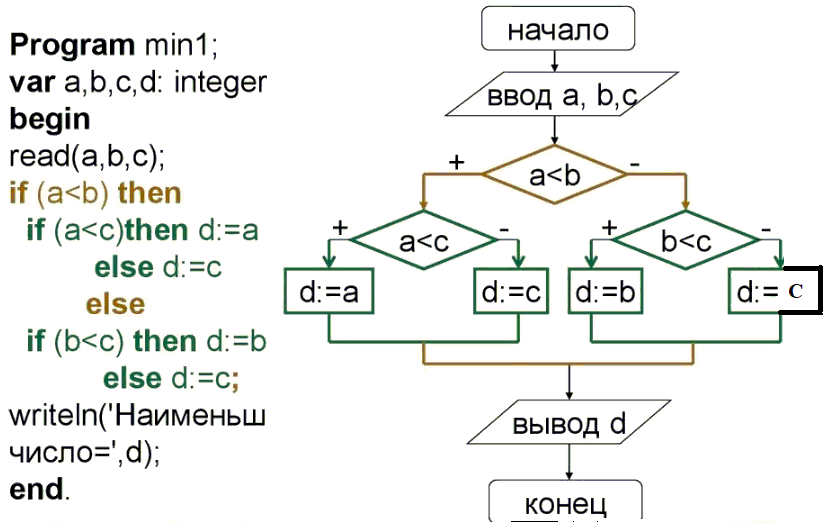 Program min1;
var a,b,c,d: integer
begin
read(a,b,c);
if (a<b) then
if (a<c)then d:=a
else d:=c
else
if (b<c) then d:=b
else d:=c;
writeln('Наименьш
число=',d);
end.
начало
ввод a, b,c
a<b
+
-
a<c
+
-
b<c
+
-
d:=a
d:=c
d:=b
d:= C
вывод d
конец